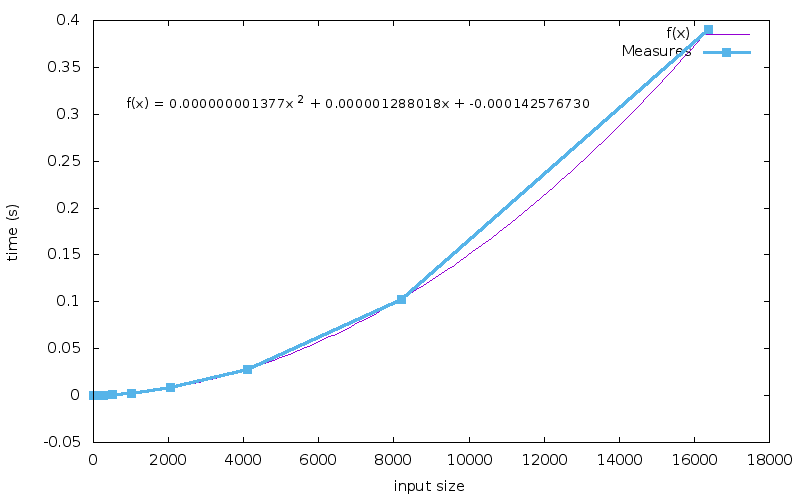 0.4
0.35
0.3
0.25
0.2
0.15
0.1
0.05
0
-0.05
time (s)
f(x)
Measures
f(x) = 0.000000001377x² + 0.000001288018x + -0.000142576730
0 2000 4000 6000 8000 10000 12000 14000 16000 18000
input size